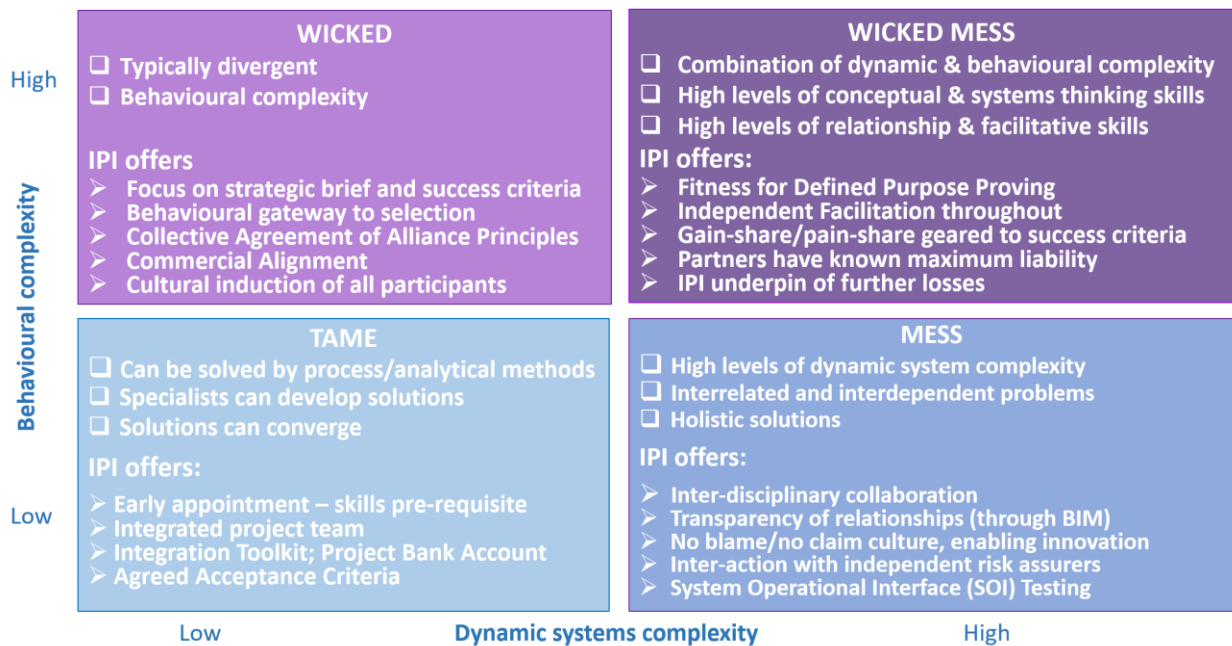 WICKED
❑ Typically divergent
❑ Behavioural complexity
IPI offers
➢ Focus on strategic brief and success criteria
➢ Behavioural gateway to selection
➢ Collective Agreement of Alliance Principles
➢ Commercial Alignment
➢ Cultural induction of all participants
WICKED MESS
❑ Combination of dynamic & behavioural complexity
❑ High levels of conceptual & systems thinking skills
❑ High levels of relationship & facilitative skills
IPI offers:
➢ Fitness for Defined Purpose Proving
➢ Independent Facilitation throughout
➢ Gain-share/pain-share geared to success criteria
➢ Partners have known maximum liability
➢ IPI underpin of further losses
TAME
❑ Can be solved by process/analytical methods
❑ Specialists can develop solutions
❑ Solutions can converge
IPI offers:
➢ Early appointment – skills pre-requisite
➢ Integrated project team
➢ Integration Toolkit; Project Bank Account
➢ Agreed Acceptance Criteria
MESS
❑ High levels of dynamic system complexity
❑ Interrelated and interdependent problems
❑ Holistic solutions
IPI offers:
➢ Inter-disciplinary collaboration
➢ Transparency of relationships (through BIM)
➢ No blame/no claim culture, enabling innovation
➢ Inter-action with independent risk assurers
➢ System Operational Interface (SOI) Testing
High
Behavioural complexity
Low
Low
Dynamic systems complexity
High